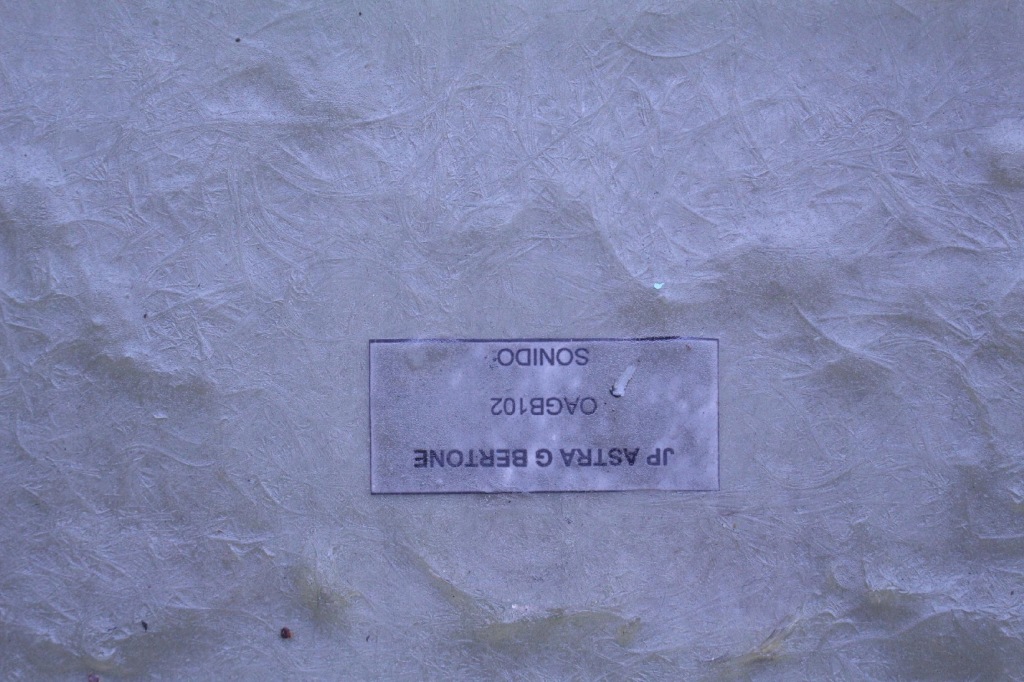 JP ASTRA G BERTONE
OAGB102
SONIDO: